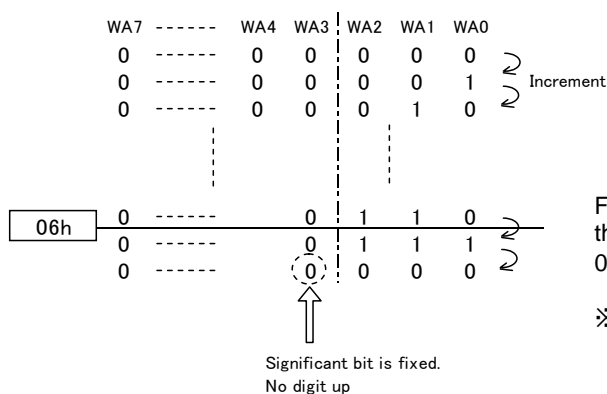 WA7 ------ WA4 WA3 WA2 WA1 WA0
0 ------ 0 0 0 0 0
0 ------ 0 0 0 0 1
Increment
0 ------ 0 0 0 1 0
06h
0 ------ 0 1 1 0
0 ------ 0 1 1 1
0 ------ 0 0 0 0
F
th
0
※
Significant bit is fixed.
No digit up